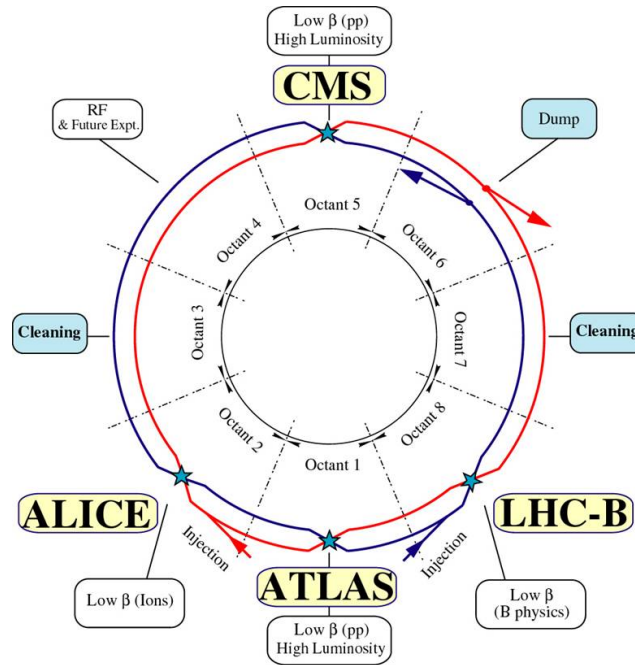 Low β (pp)
High Luminosity
CMS
RF
& Future Expt.
Dump
Octant 5
Octant 4
Octant 6
Cleaning
Octant 3
Octant 7
Cleaning
Octant 2
Octant 8
Octant 1
ALICE
LHC-B
Injection
Injection
ATLAS
Low β (Ions)
Low β (pp)
High Luminosity
Low β
(B physics)